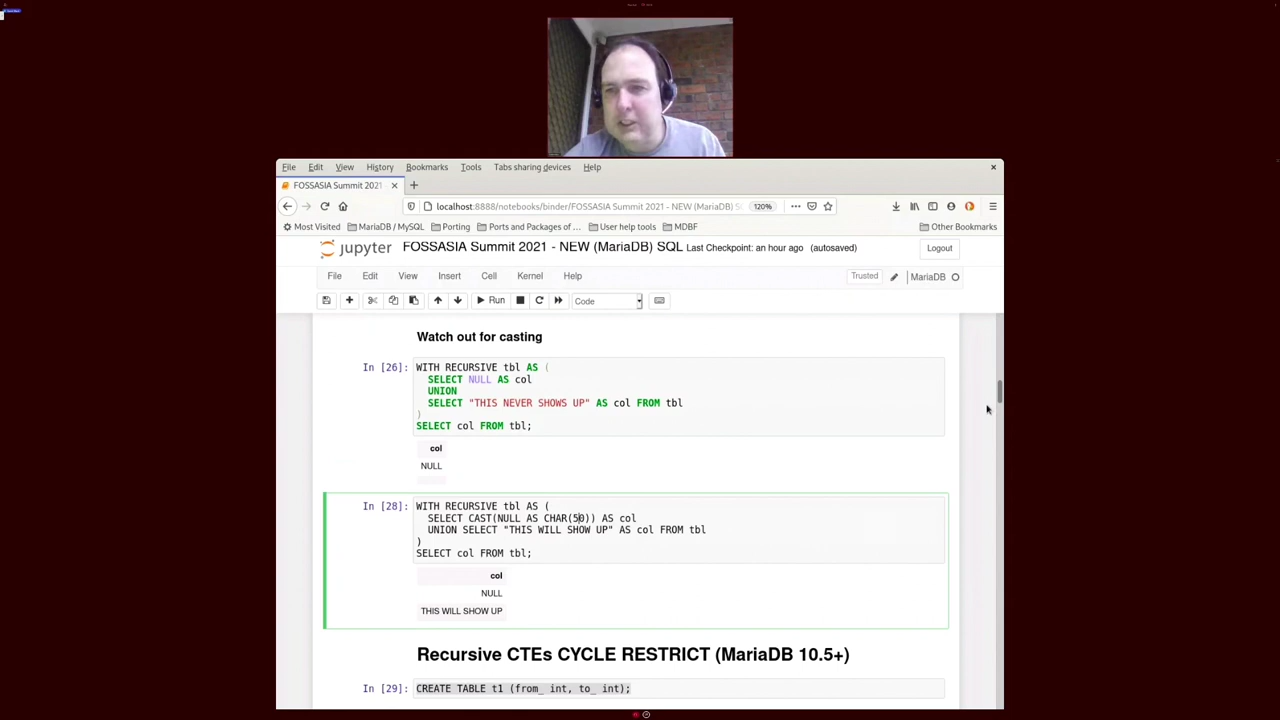 File Edit View History Bookmarks Tools Tabs sharing devices Help
FOSSASIA Summit 2021 -
localhost:8888/notebooks/binder/FOSSASIA Summit 2021 - NEW (MariaDB) S 120%
Most Visited MariaDB / MySQL Porting Ports and Packages of… User help tools MDBF Other Bookmarks
jupyter FOSSASIA Summit 2021 - NEW (MariaDB) SQL Last Checkpoint: an hour ago (autosaved) Logout
File Edit View Insert Cell Kernel Help Trusted MariaDB
Run Code
Watch out for casting
In [26]: WITH RECURSIVE tbl AS (
SELECT NULL AS col
UNION
SELECT "THIS NEVER SHOWS UP" AS col FROM tbl
)
SELECT col FROM tbl;
col
NULL
In [28]: WITH RECURSIVE tbl AS (
SELECT CAST(NULL AS CHAR(50)) AS col
UNION SELECT "THIS WILL SHOW UP" AS col FROM tbl
)
SELECT col FROM tbl;
col
NULL
THIS WILL SHOW UP
Recursive CTEs CYCLE RESTRICT (MariaDB 10.5+)
In [29]: CREATE TABLE t1 (from_ int, to_ int);